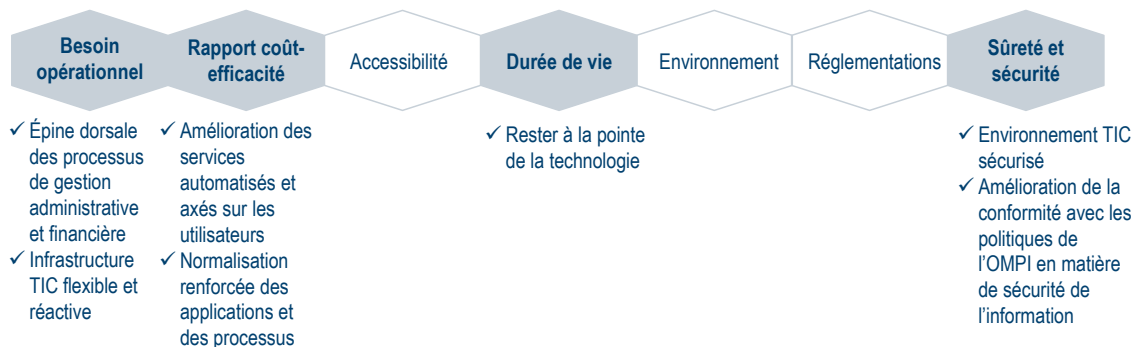 Besoin
opérationnel
Rapport coût-
efficacité
Accessibilité
Durée de vie
Environnement
Réglementations
Sûreté et
sécurité
✓ Épine dorsale
des processus
de gestion
administrative
et financière
✓ Infrastructure
TIC flexible et
réactive
✓ Amélioration des
services
automatisés et
axés sur les
utilisateurs
✓ Normalisation
renforcée des
applications et
des processus
✓ Rester à la pointe
de la technologie
✓ Environnement TIC
sécurisé
✓ Amélioration de la
conformité avec les
politiques de
l’OMPI en matière
de sécurité de
l’information